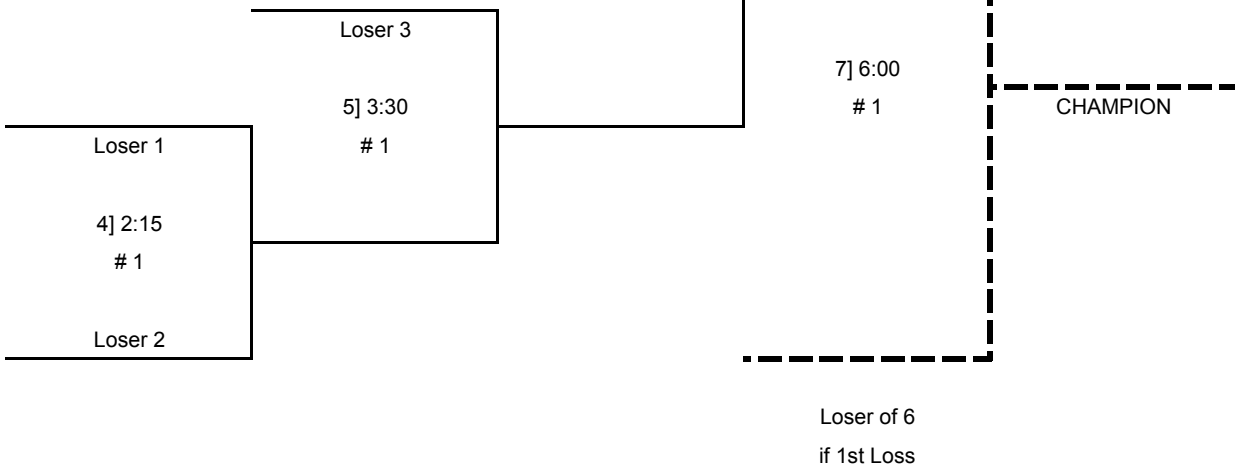 Loser 3
7] 6:00
5] 3:30
# 1
CHAMPION
Loser 1
# 1
4] 2:15
# 1
Loser 2
Loser of 6
if 1st Loss